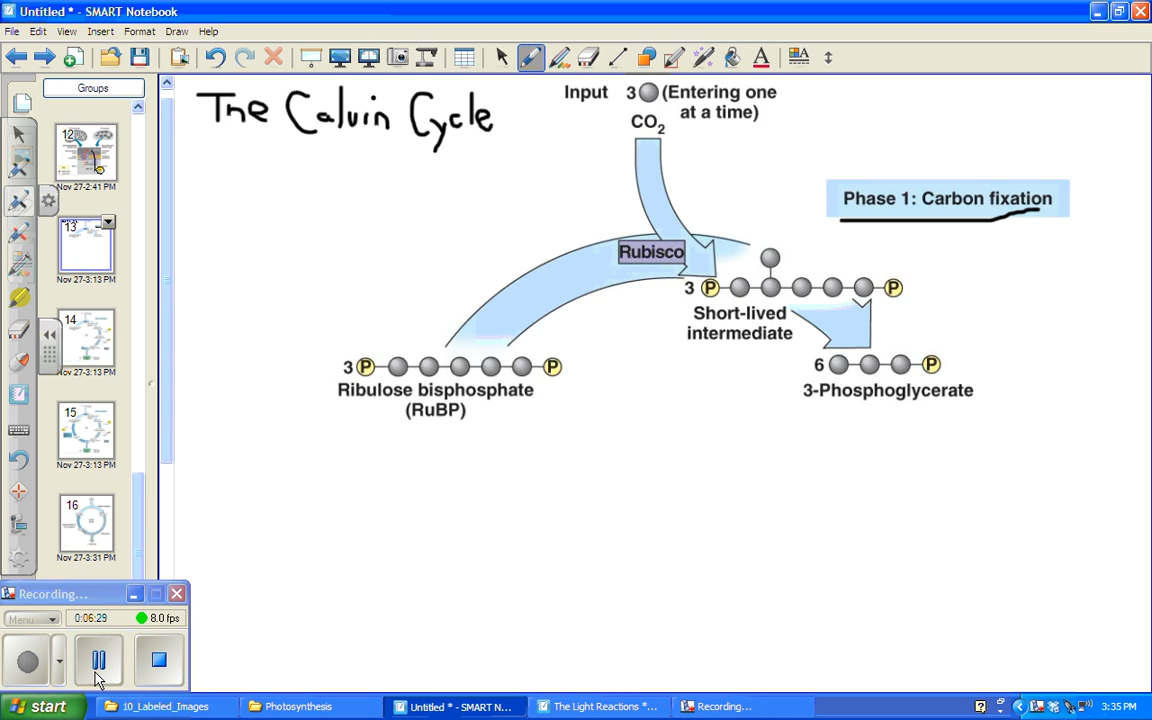 Untitled * - SMART Notebook
File Edit View Insert Format Draw Help
Groups
12
Nov 27-2:41 PM
13
Nov 27-3:13 PM
14
Nov 27-3:13 PM
15
Nov 27-3:13 PM
16
Nov 27-3:31 PM
The Calvin Cycle
Input 3 (Entering one
at a time)
CO2
Phase 1: Carbon fixation
Rubisco
3 P P
Short-lived
intermediate
3 P P
Ribulose bisphosphate
(RuBP)
6 P
3-Phosphoglycerate
Recording...
Menu 0:06:29 8.0 fps
start 10_Labeled_Images Photosynthesis Untitled * - SMART N... The Light Reactions *... Recording... 3:35 PM